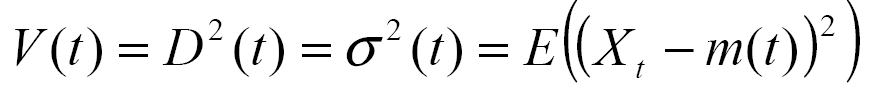 V(t) = D²(t) = σ²(t) = E((Xₜ − m(t))²)